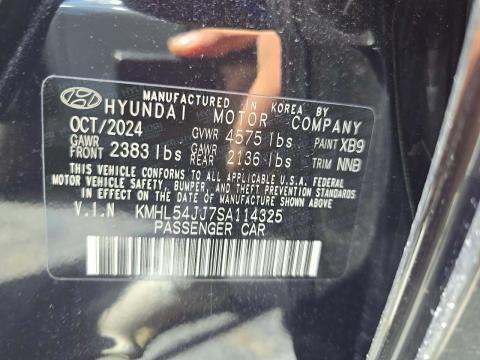 MANUFACTURED IN KOREA BY
HYUNDAI MOTOR COMPANY
OCT/2024 GVWR 4575 lbs PAINT XB9
GAWR FRONT 2383 lbs GAWR REAR 2136 lbs TRIM NNB
THIS VEHICLE CONFORMS TO ALL APPLICABLE U.S.A. FEDERAL
MOTOR VEHICLE SAFETY, BUMPER, AND THEFT PREVENTION STANDARDS
IN EFFECT ON THE DATE OF MANUFACTURE SHOWN ABOVE.
V.I.N KMHL54JJ7SA114325
PASSENGER CAR